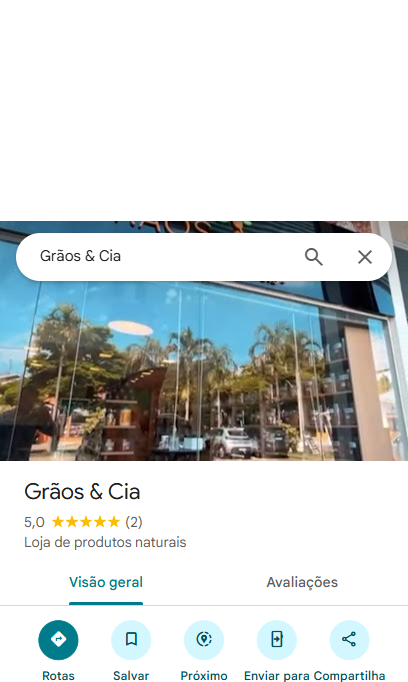 Grãos & Cia
Grãos & Cia
5,0 (2)
Loja de produtos naturais
Visão geral Avaliações
Rotas Salvar Próximo Enviar para Compartilha